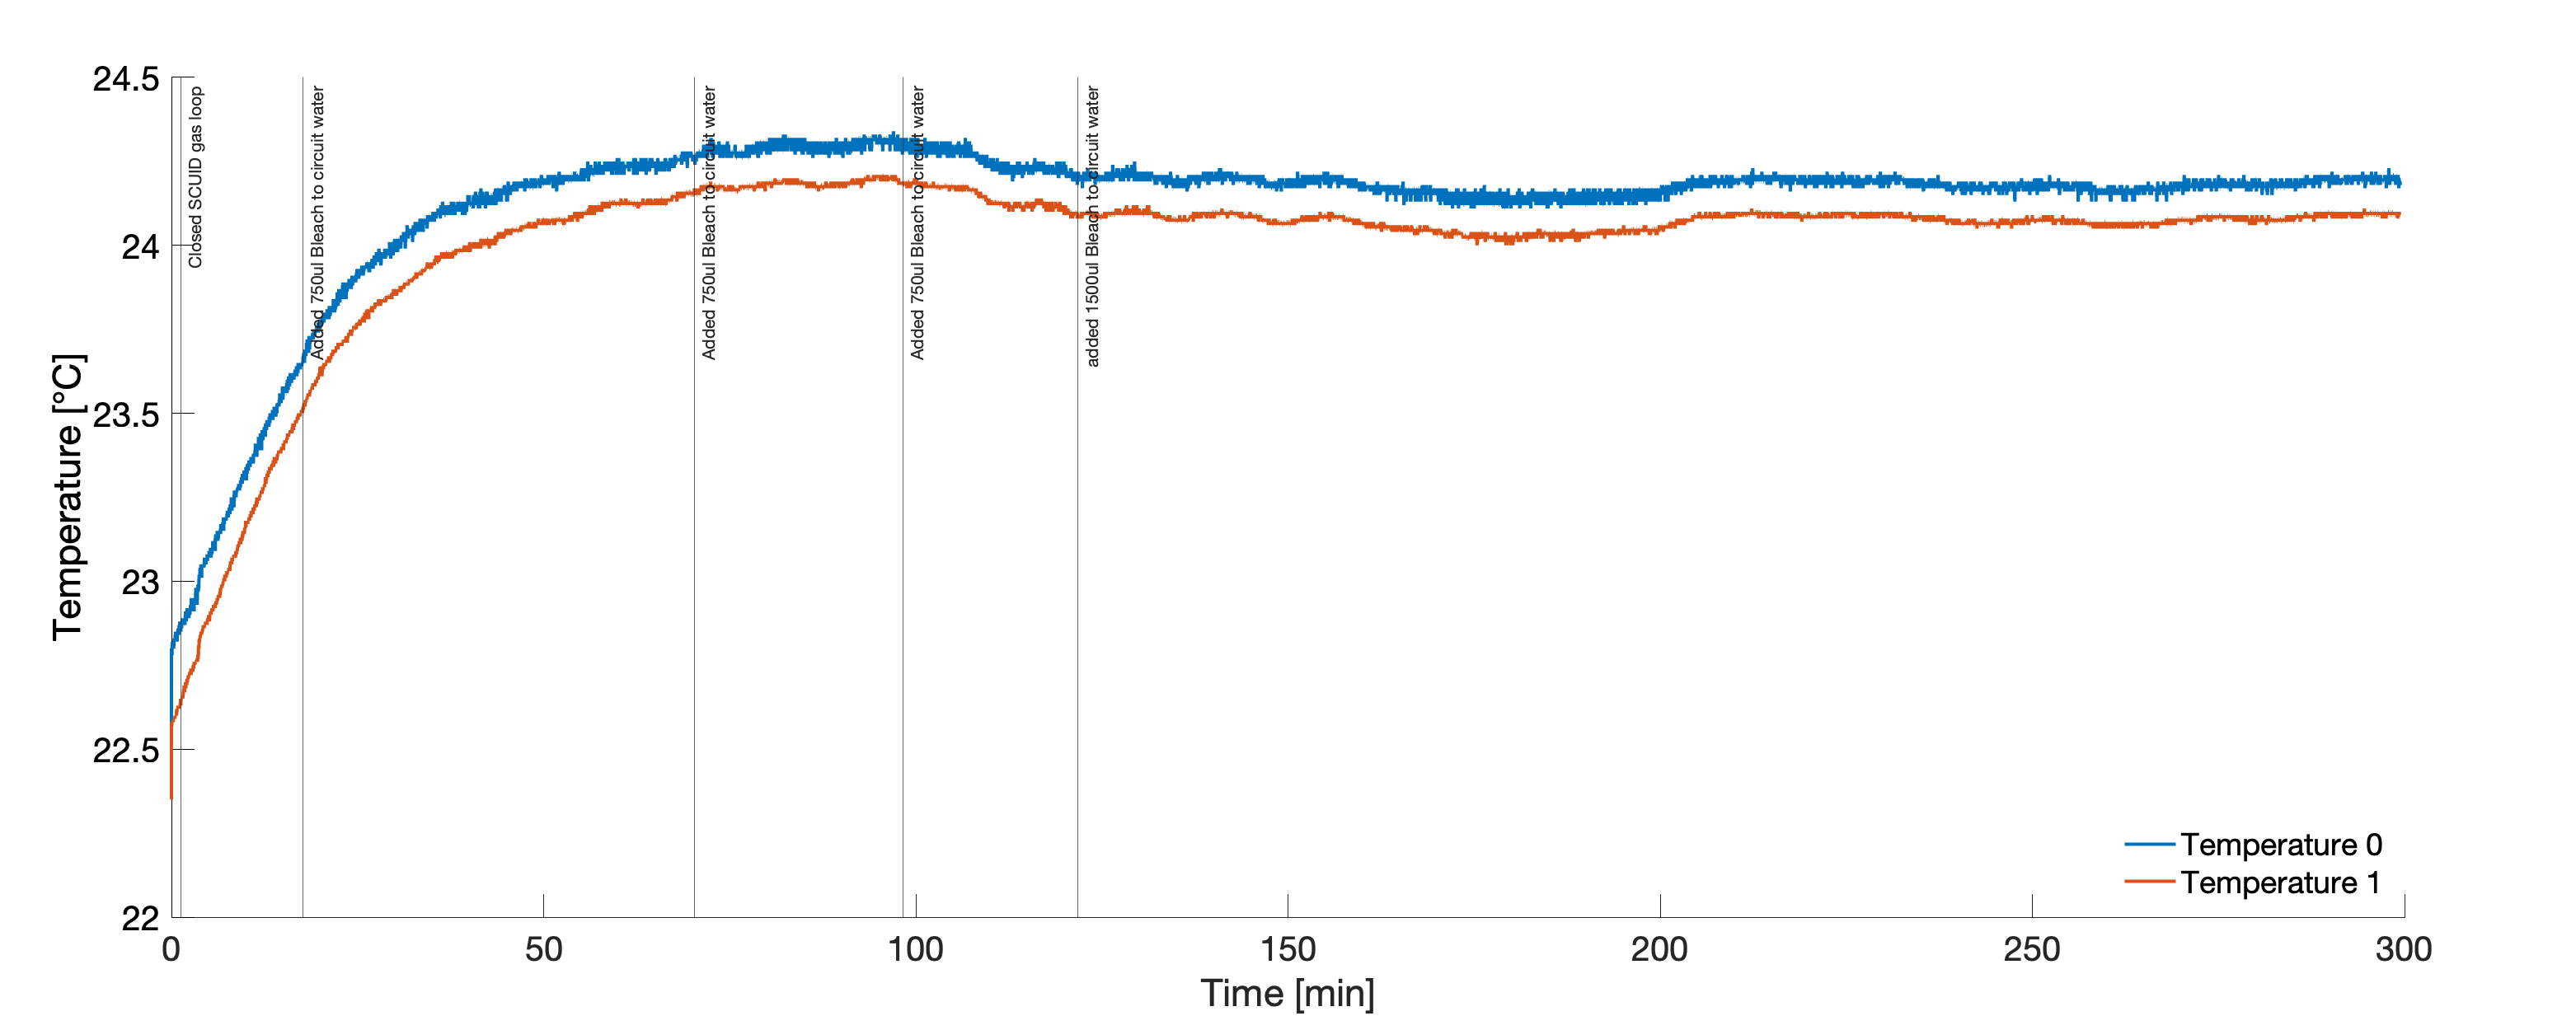 24.5
24
23.5
23
22.5
22
Temperature [°C]
Closed SCUID gas loop
Added 750ul Bleach to circuit water
Added 750ul Bleach to circuit water
Added 750ul Bleach to circuit water
added 1500ul Bleach to circuit water
Temperature 0
Temperature 1
0 50 100 150 200 250 300
Time [min]